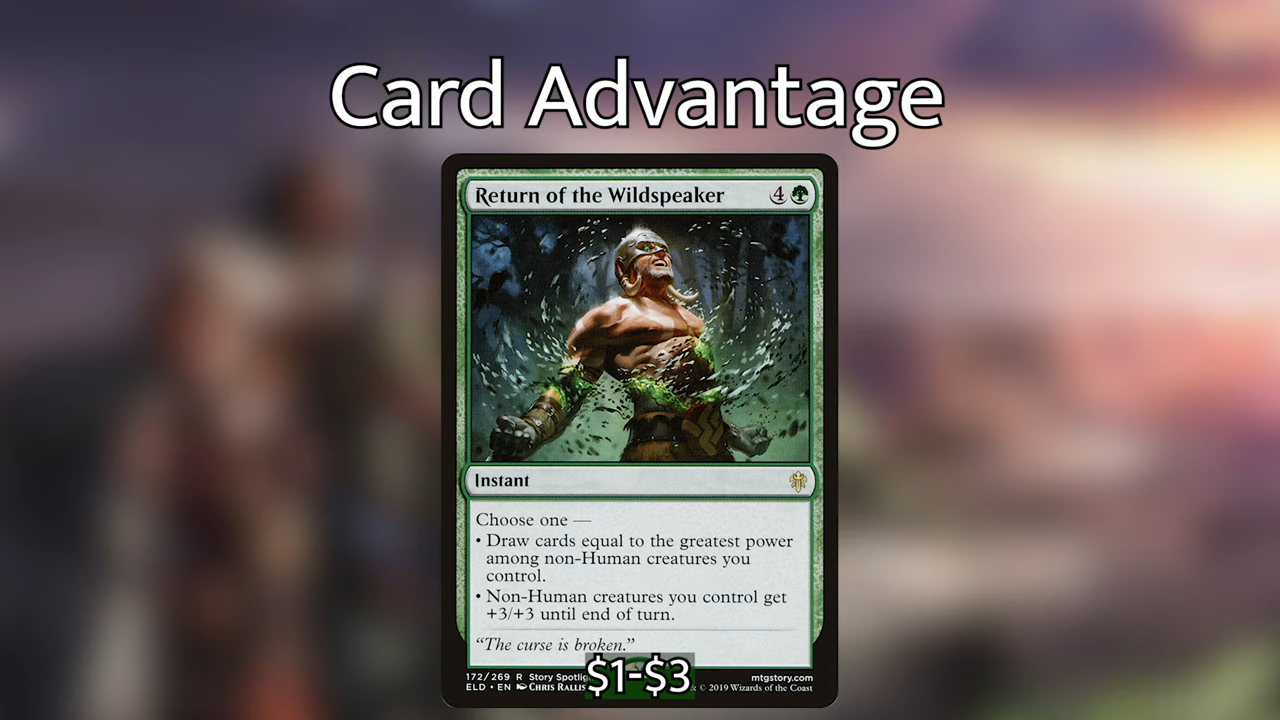 Card Advantage
Return of the Wildspeaker 4
Instant
Choose one —
• Draw cards equal to the greatest power
among non-Human creatures you
control.
• Non-Human creatures you control get
+3/+3 until end of turn.
“The curse is broken.”
$1-$3
172/269 R Story Spotlig
mtgstory.com
ELD • EN Chris Rallis
& © 2019 Wizards of the Coast